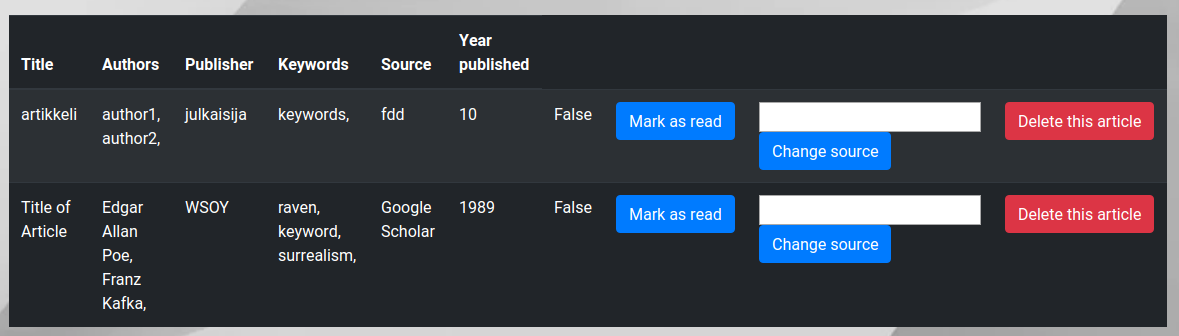 Title Authors Publisher Keywords Source Year published
artikkeli author1, author2, julkaisija keywords, fdd 10 False Mark as read Change source Delete this article
Title of Article Edgar Allan Poe, Franz Kafka, WSOY raven, keyword, surrealism, Google Scholar 1989 False Mark as read Change source Delete this article